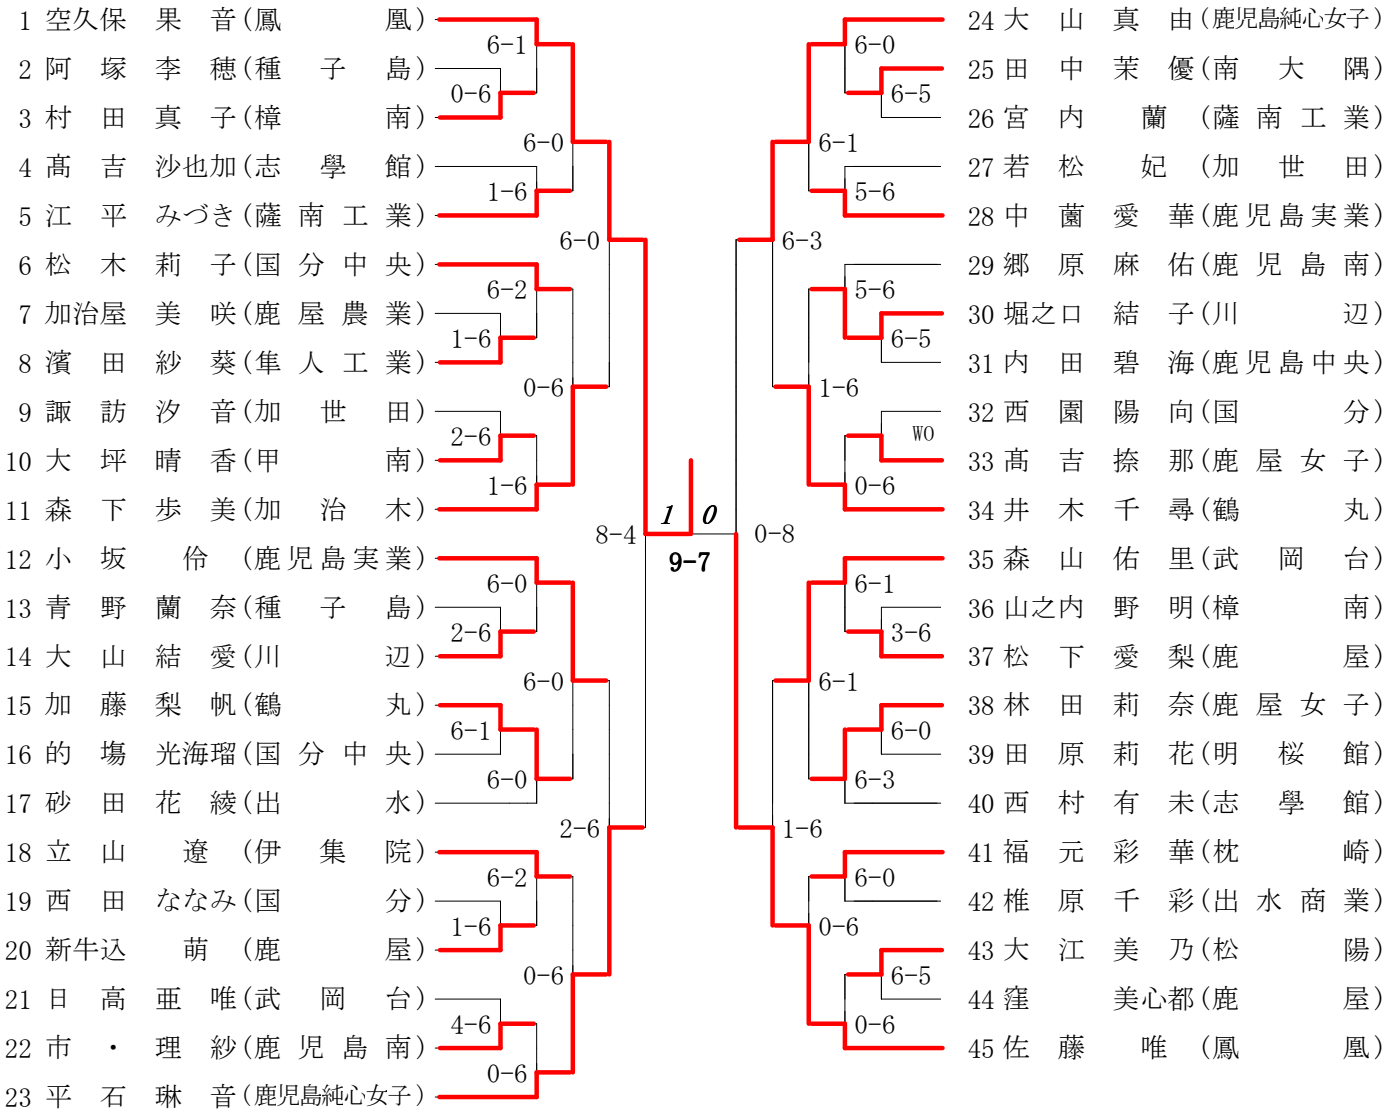 1 空久保 果 音 (鳳 凰)
2 阿 塚 李 穂 (種 子 島)
3 村 田 真 子 (樟 南)
4 髙 吉 沙也加 (志 學 館)
5 江 平 みづき (薩 南 工 業)
6 松 木 莉 子 (国 分 中 央)
7 加治屋 美 咲 (鹿 屋 農 業)
8 濱 田 紗 葵 (隼 人 工 業)
9 諏 訪 汐 音 (加 世 田)
10 大 坪 晴 香 (甲 南)
11 森 下 歩 美 (加 治 木)
12 小 坂 伶 (鹿児島実業)
13 青 野 蘭 奈 (種 子 島)
14 大 山 結 愛 (川 辺)
15 加 藤 梨 帆 (鶴 丸)
16 的 場 光海瑠 (国 分 中 央)
17 砂 田 花 綾 (出 水)
18 立 山 遼 (伊 集 院)
19 西 田 ななみ (国 分)
20 新牛込 萌 (鹿 屋)
21 日 高 亜 唯 (武 岡 台)
22 市 ・ 理 紗 (鹿 児 島 南)
23 平 石 琳 音 (鹿児島純心女子)
6-1
0-6
6-0
1-6
6-0
6-2
1-6
0-6
2-6
1-6
8-4
6-0
2-6
6-0
6-1
6-0
2-6
6-2
1-6
0-6
4-6
0-6
1 0
9-7
6-0
6-5
6-1
5-6
6-3
5-6
6-5
1-6
WO
0-6
0-8
6-1
3-6
6-1
6-0
6-3
1-6
6-0
0-6
6-5
0-6
24 大 山 真 由 (鹿児島純心女子)
25 田 中 茉 優 (南 大 隅)
26 宮 内 蘭 (薩 南 工 業)
27 若 松 妃 (加 世 田)
28 中 薗 愛 華 (鹿児島実業)
29 郷 原 麻 佑 (鹿 児 島 南)
30 堀之口 結 子 (川 辺)
31 内 田 碧 海 (鹿児島中央)
32 西 園 陽 向 (国 分)
33 髙 吉 捺 那 (鹿 屋 女 子)
34 井 木 千 尋 (鶴 丸)
35 森 山 佑 里 (武 岡 台)
36 山之内 野 明 (樟 南)
37 松 下 愛 梨 (鹿 屋)
38 林 田 莉 奈 (鹿 屋 女 子)
39 田 原 莉 花 (明 桜 館)
40 西 村 有 未 (志 學 館)
41 福 元 彩 華 (枕 崎)
42 椎 原 千 彩 (出 水 商 業)
43 大 江 美 乃 (松 陽)
44 窪 美心都 (鹿 屋)
45 佐 藤 唯 (鳳 凰)